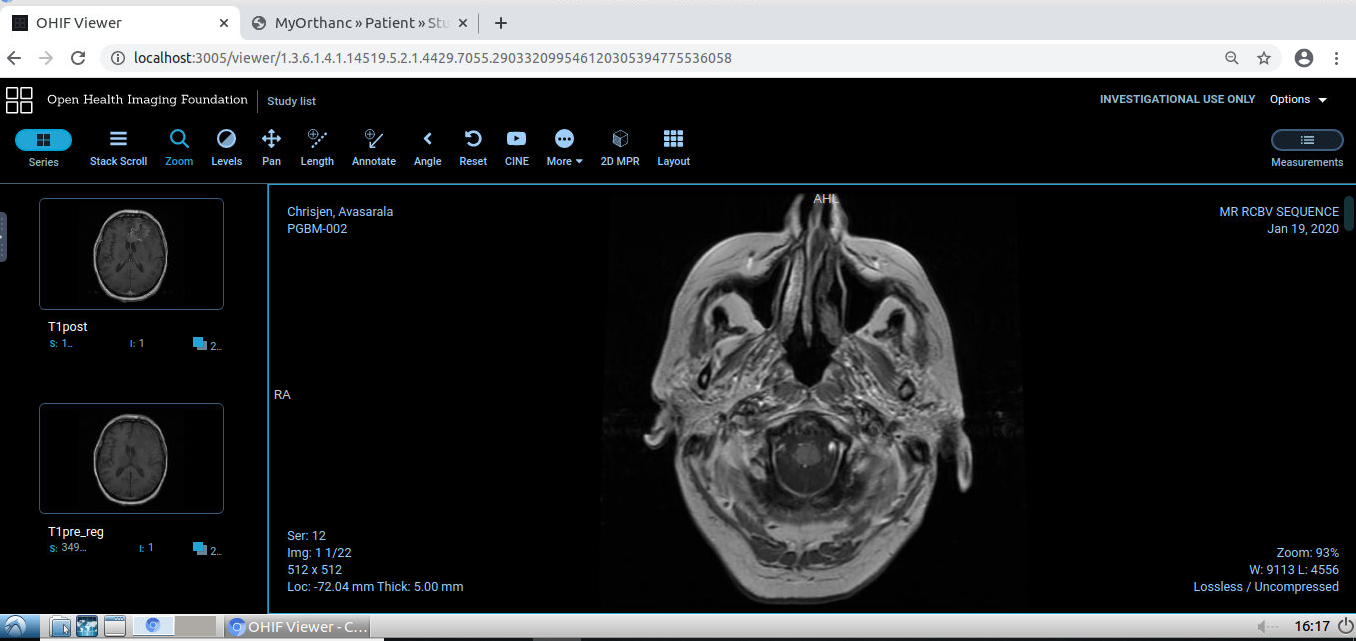 OHIF Viewer
MyOrthanc » Patient » Stu
localhost:3005/viewer/1.3.6.1.4.1.14519.5.2.1.4429.7055.290332099546120305394775536058
Open Health Imaging Foundation
Study list
INVESTIGATIONAL USE ONLY
Options
Series
Stack Scroll
Zoom
Levels
Pan
Length
Annotate
Angle
Reset
CINE
More
2D MPR
Layout
Measurements
T1post
S: 1...
I: 1
2...
T1pre_reg
S: 349...
I: 1
2...
Chrisjen, Avasarala
PGBM-002
AHL
MR RCBV SEQUENCE
Jan 19, 2020
RA
Ser: 12
Img: 1 1/22
512 x 512
Loc: -72.04 mm Thick: 5.00 mm
Zoom: 93%
W: 9113 L: 4556
Lossless / Uncompressed
OHIF Viewer - C...
16:17